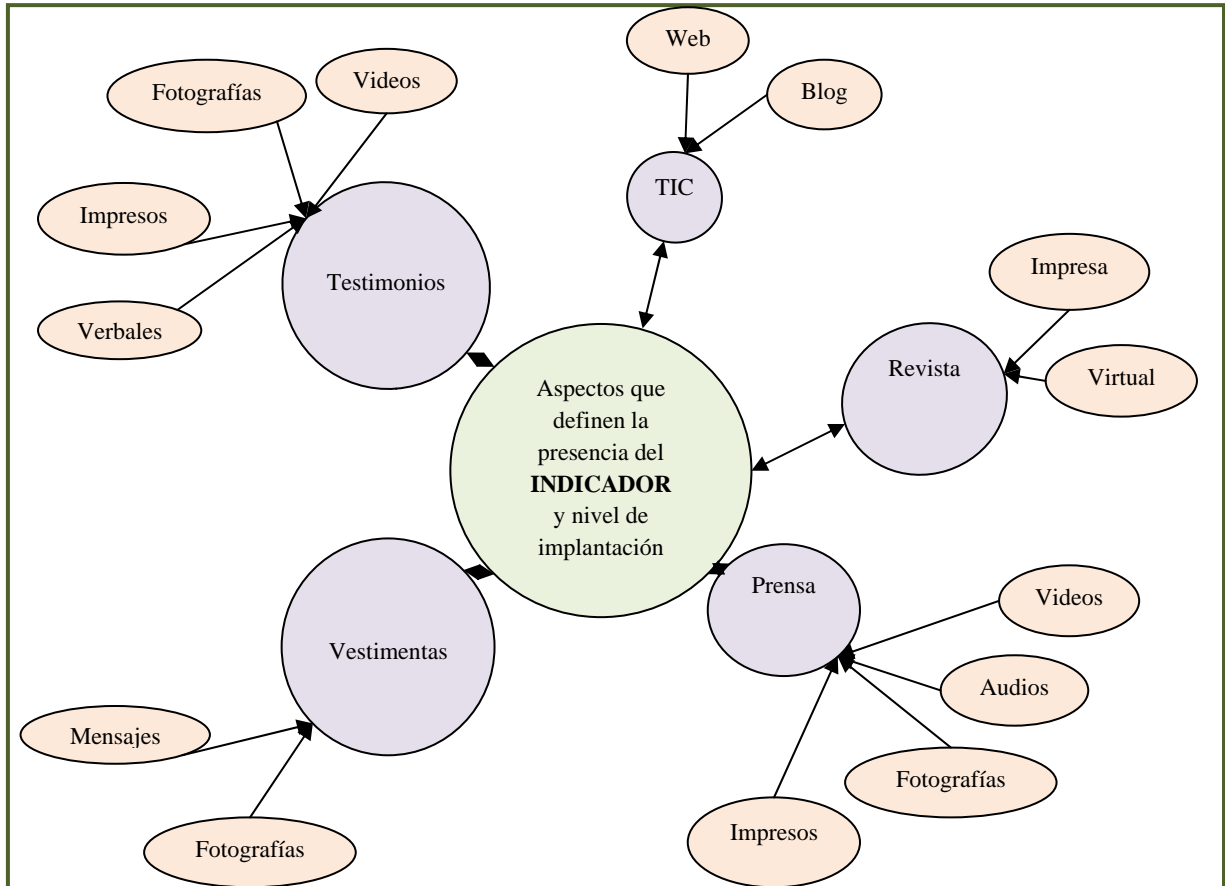 Web
Fotografías
Videos
Blog
TIC
Impresos
Impresa
Testimonios
Verbales
Revista
Virtual
Aspectos que
definen la
presencia del
INDICADOR
y nivel de
implantación
Prensa
Videos
Vestimentas
Audios
Mensajes
Fotografías
Impresos
Fotografías